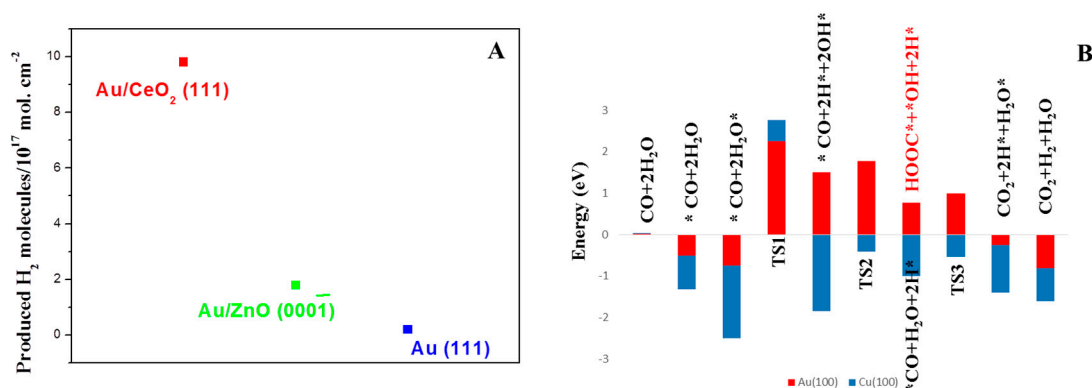 A
Produced H₂ molecules/10¹⁷ mol. cm⁻²
10
8
6
4
2
0
Au/CeO₂ (111)
Au/ZnO (0001̅)
Au (111)
B
Energy (eV)
3
2
1
0
-1
-2
-3
CO+2H₂O
* CO+2H₂O
* CO+2H₂O*
TS1
* CO+2H*+2OH*
TS2
HOOC*+*OH+2H*
*CO+H₂O+2H*
TS3
CO₂+2H*+H₂O*
CO₂+H₂+H₂O
Au(100)
Cu(100)